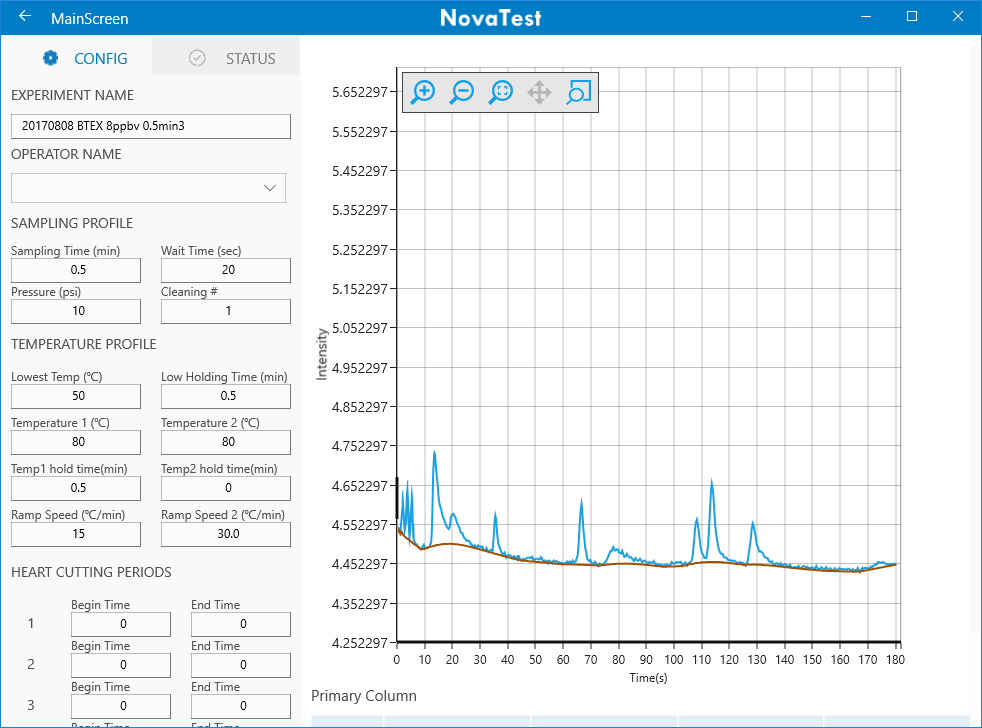 MainScreen
NovaTest
CONFIG
STATUS
EXPERIMENT NAME
20170808 BTEX 8ppbv 0.5min3
OPERATOR NAME
SAMPLING PROFILE
Sampling Time (min) Wait Time (sec)
0.5 20
Pressure (psi) Cleaning #
10 1
TEMPERATURE PROFILE
Lowest Temp (℃) Low Holding Time (min)
50 0.5
Temperature 1 (℃) Temperature 2 (℃)
80 80
Temp1 hold time(min) Temp2 hold time(min)
0.5 0
Ramp Speed (℃/min) Ramp Speed 2 (℃/min)
15 30.0
HEART CUTTING PERIODS
Begin Time End Time
1 0 0
Begin Time End Time
2 0 0
Begin Time End Time
3 0 0
Begin Time End Time
5.652297
5.552297
5.452297
5.352297
5.252297
5.152297
5.052297
4.952297
4.852297
4.752297
4.652297
4.552297
4.452297
4.352297
4.252297
Intensity
0 10 20 30 40 50 60 70 80 90 100 110 120 130 140 150 160 170 180
Time(s)
Primary Column